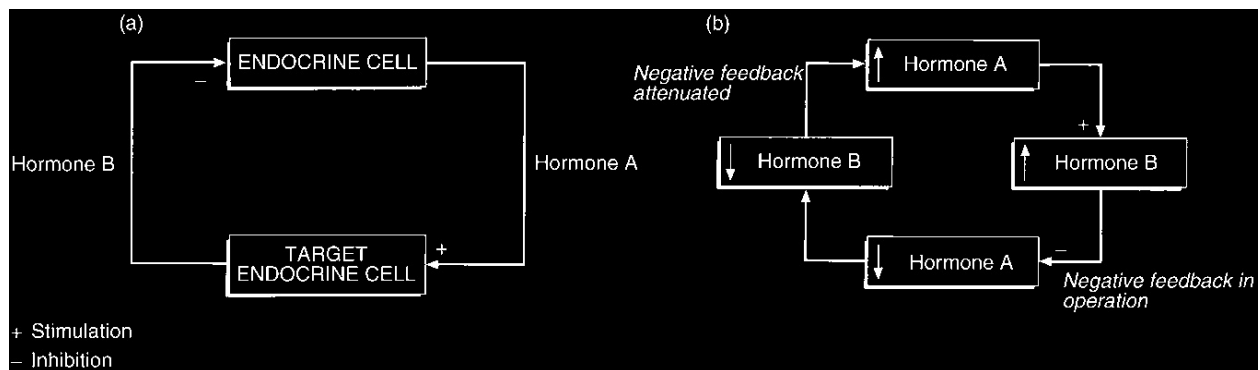 (a)
ENDOCRINE CELL
–
Hormone B
Hormone A
TARGET
ENDOCRINE CELL
+
+ Stimulation
– Inhibition
(b)
Hormone A
Negative feedback
attenuated
+
Hormone B
Hormone B
Hormone A
–
Negative feedback in
operation